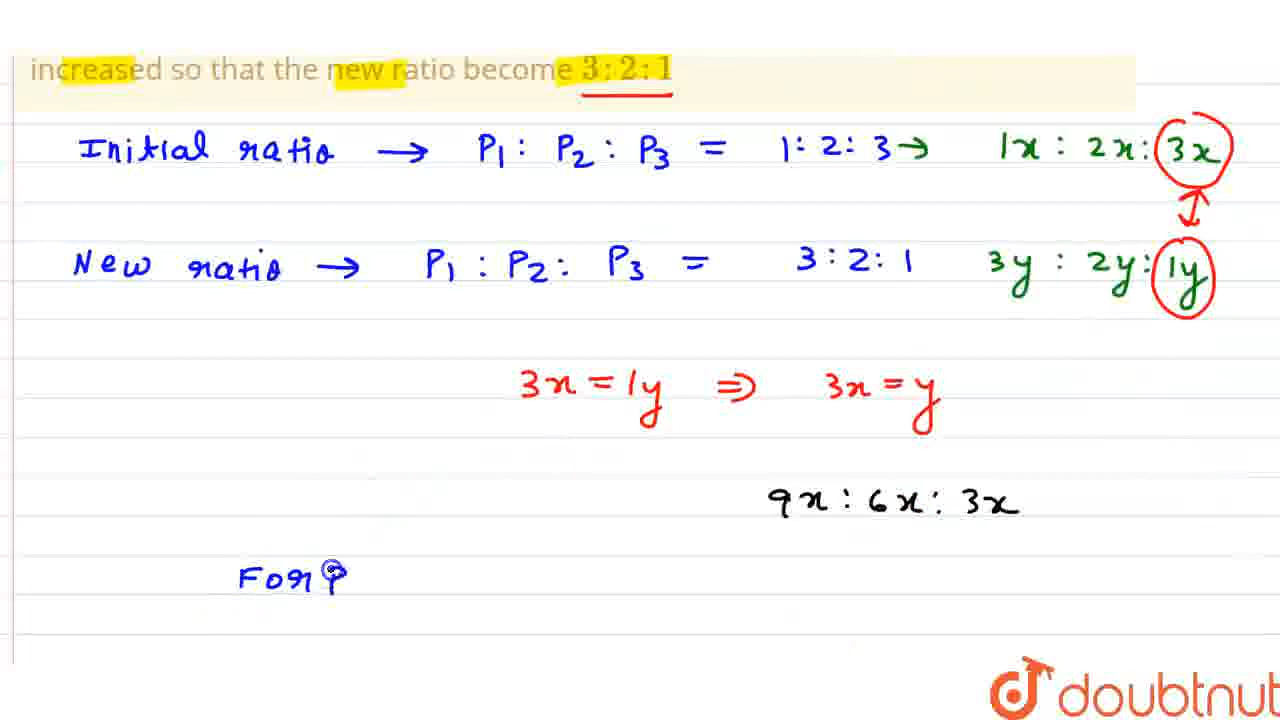 increased so that the new ratio become 3 : 2 : 1
Initial ratio → P₁ : P₂ : P₃ = 1 : 2 : 3 → 1x : 2x : 3x
New ratio → P₁ : P₂ : P₃ = 3 : 2 : 1 3y : 2y : 1y
3x = 1y ⇒ 3x = y
9x : 6x : 3x
For P
doubtnut